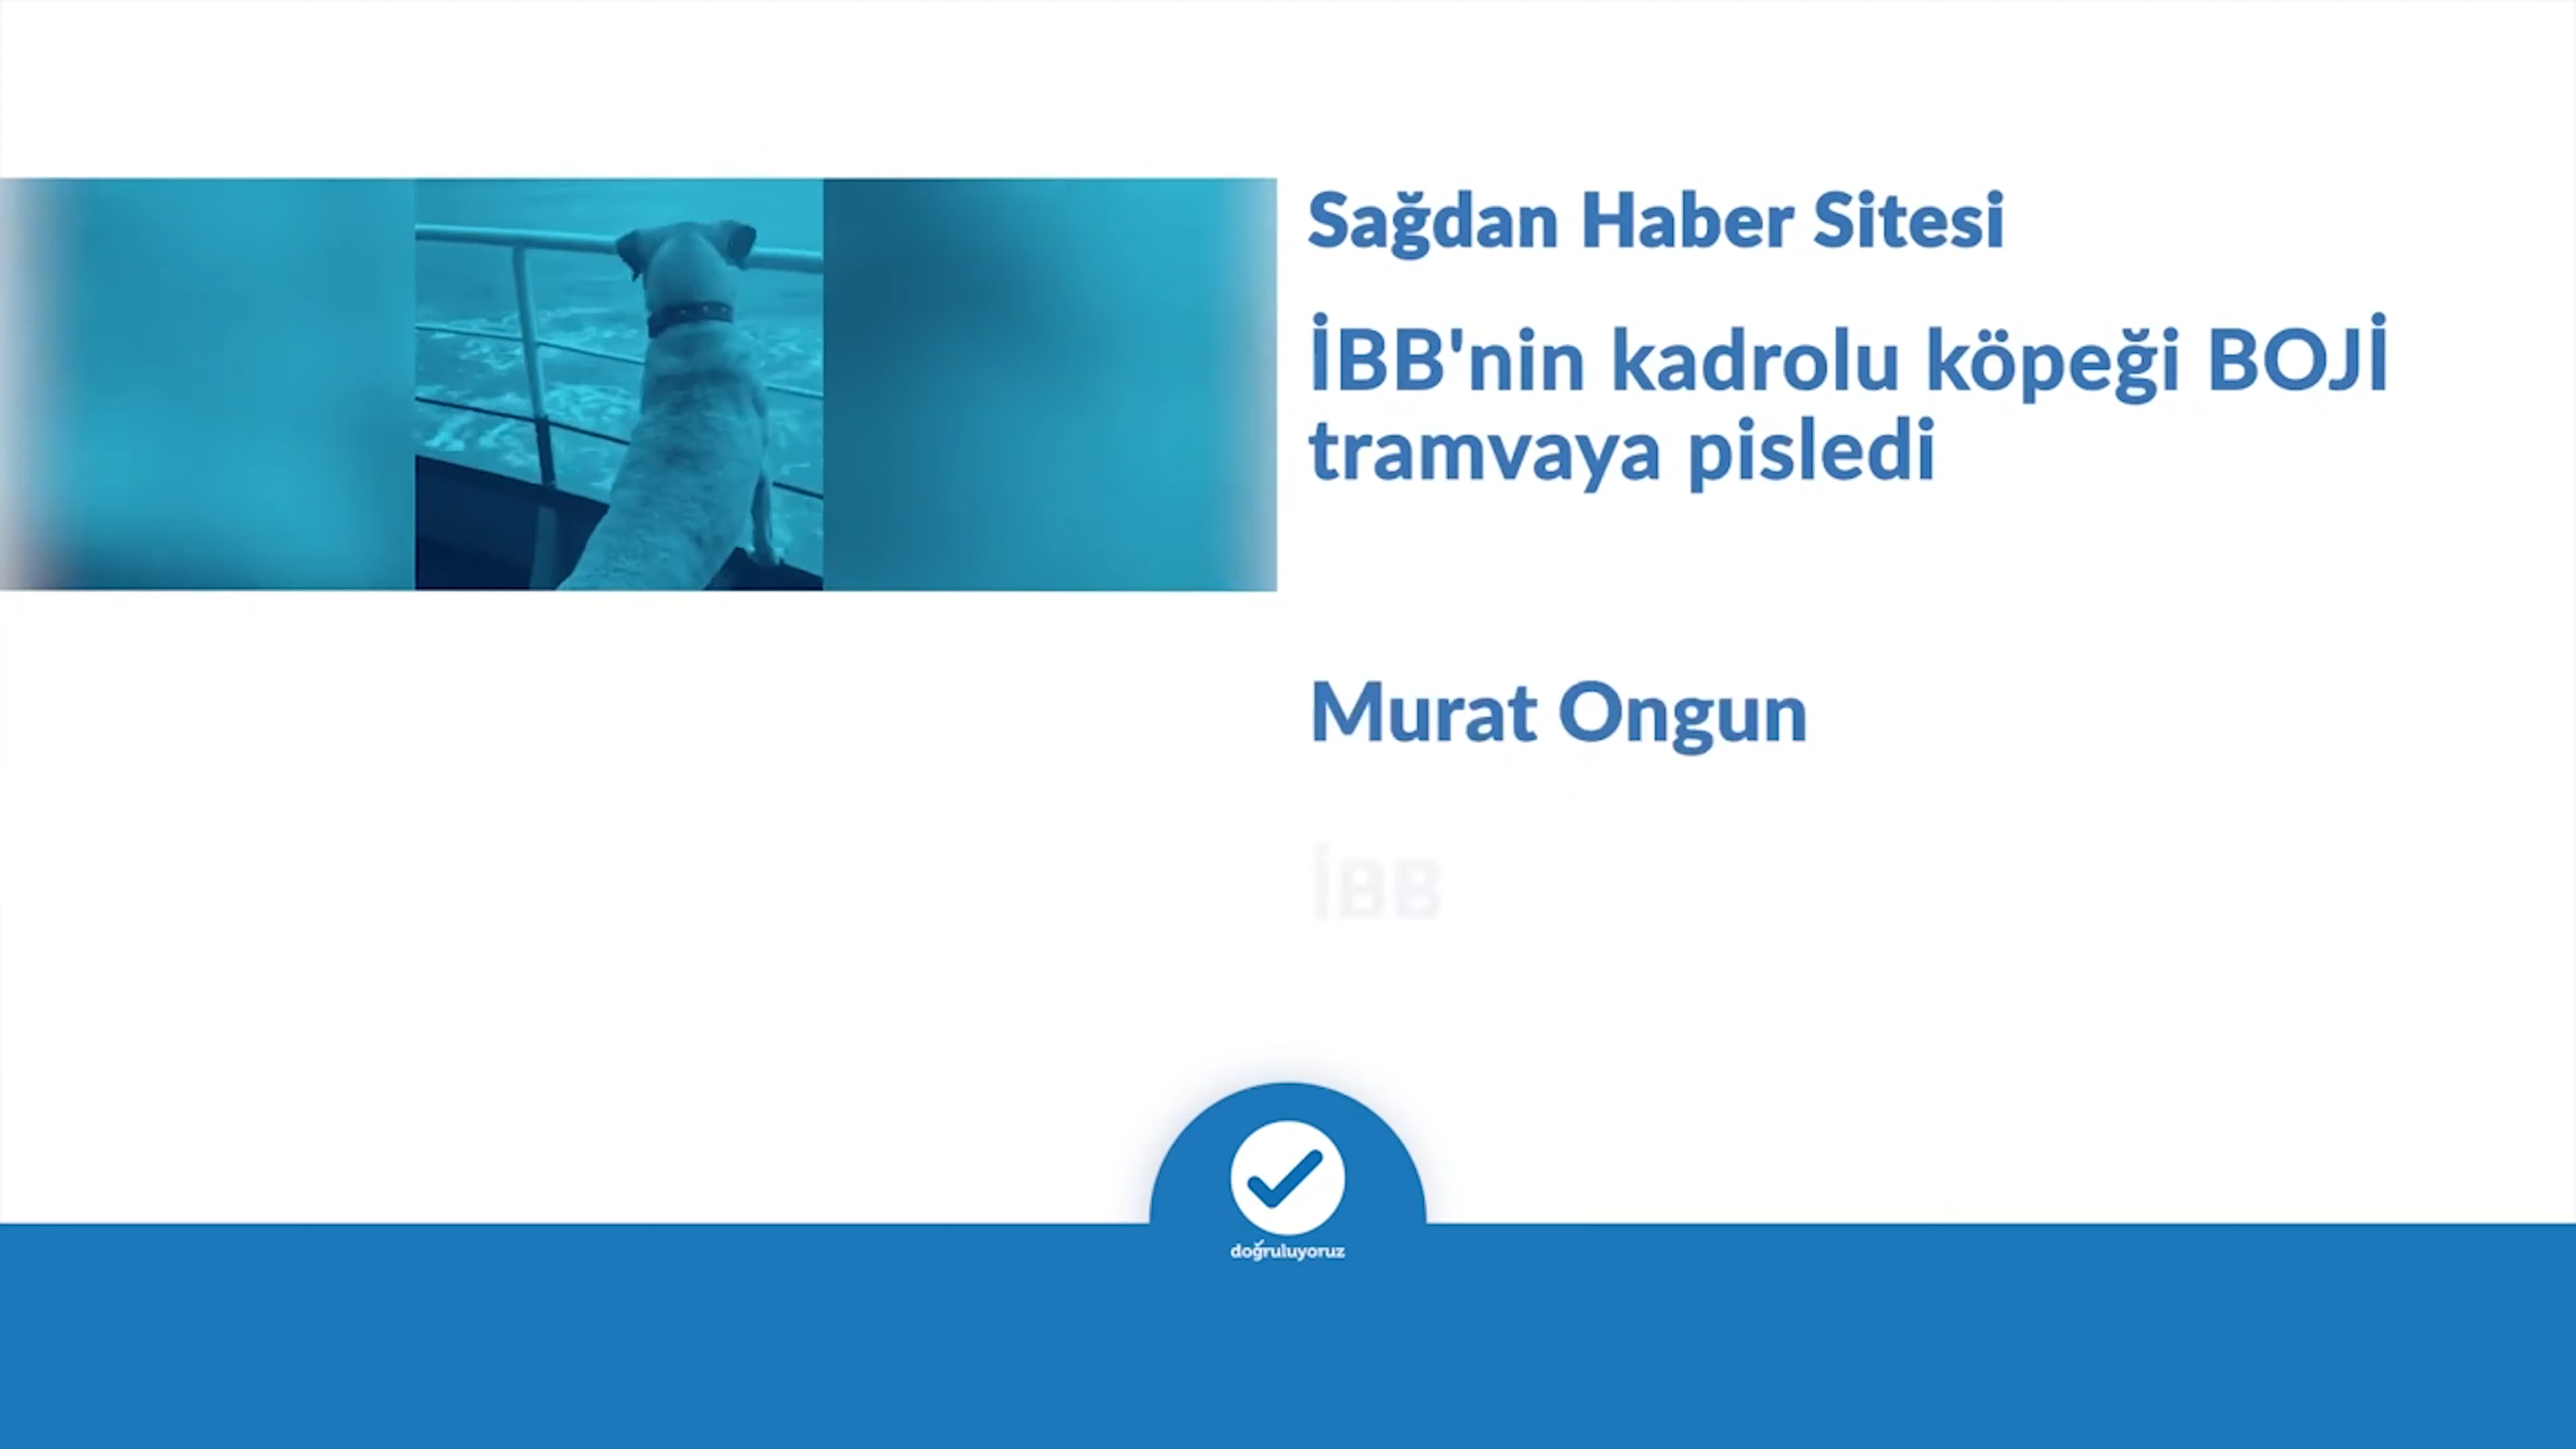 Sağdan Haber Sitesi
İBB'nin kadrolu köpeği BOJİ
tramvaya pisledi
Murat Ongun
İBB
doğruluyoruz